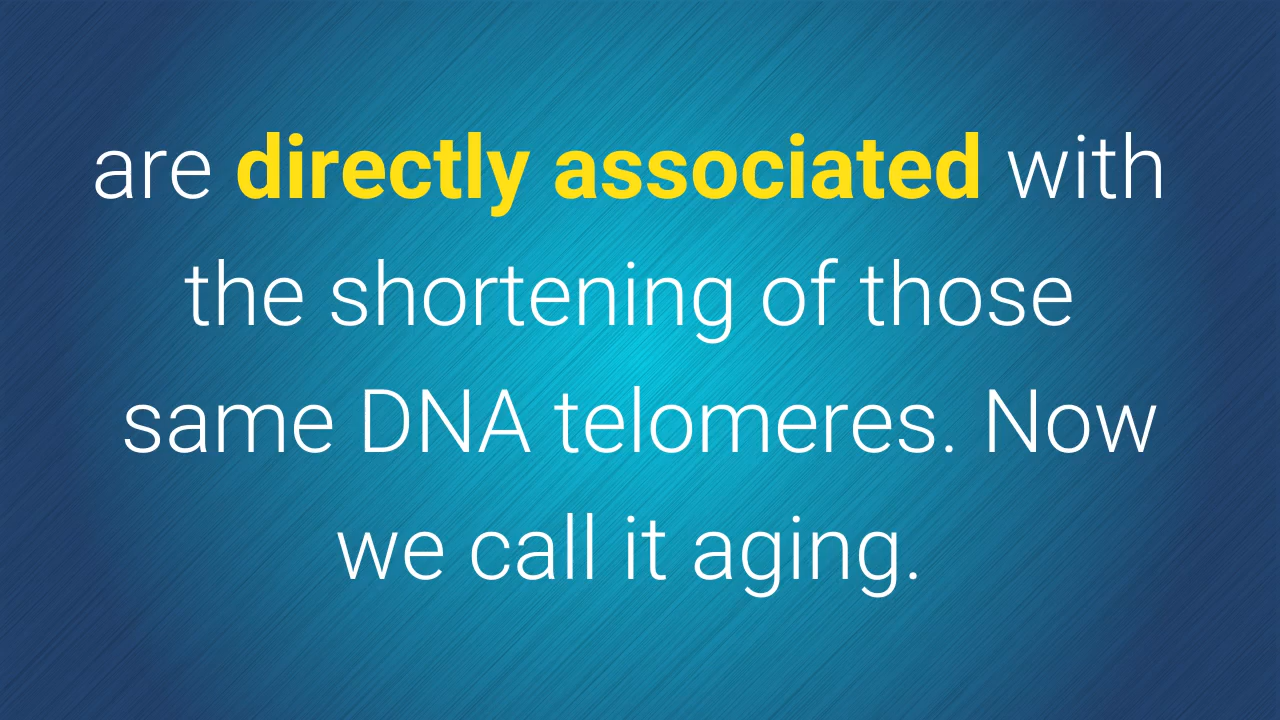 are directly associated with
the shortening of those
same DNA telomeres. Now
we call it aging.